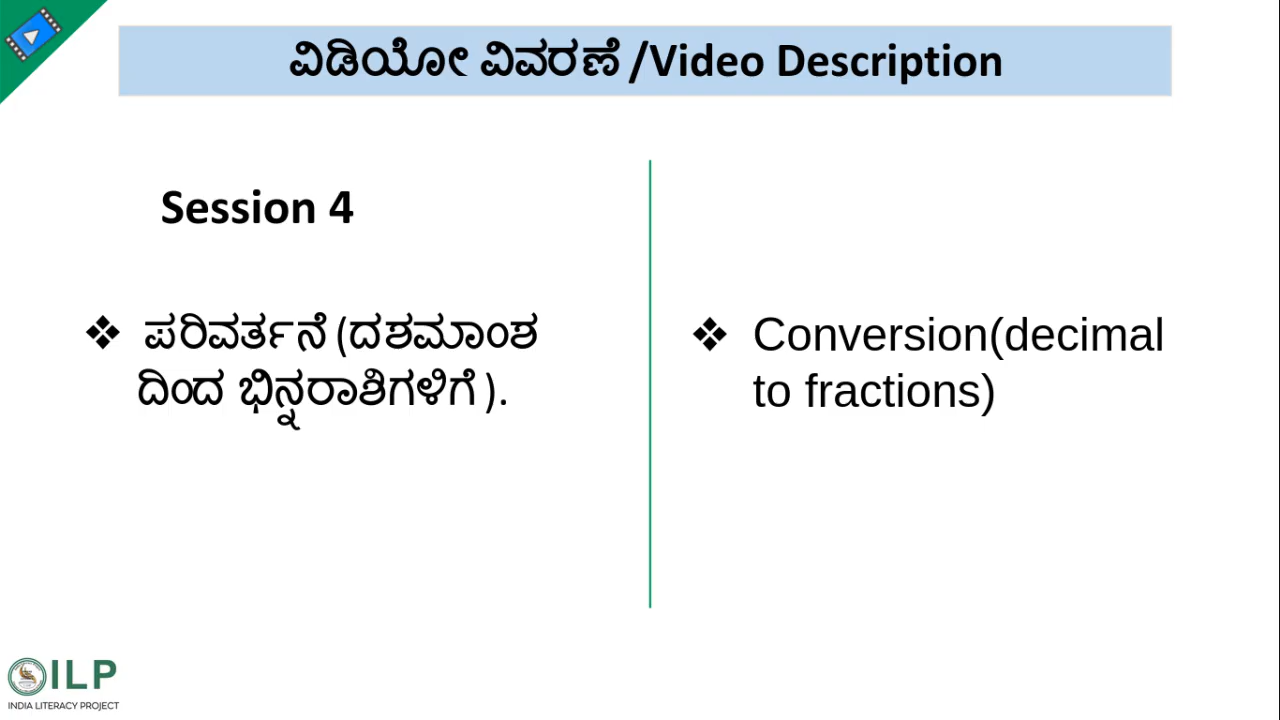 ವಿಡಿಯೋ ವಿವರಣೆ /Video Description
Session 4
❖ ಪರಿವರ್ತನೆ (ದಶಮಾಂಶ
ದಿಂದ ಭಿನ್ನರಾಶಿಗಳಿಗೆ ).
❖ Conversion(decimal
to fractions)
ILP
INDIA LITERACY PROJECT